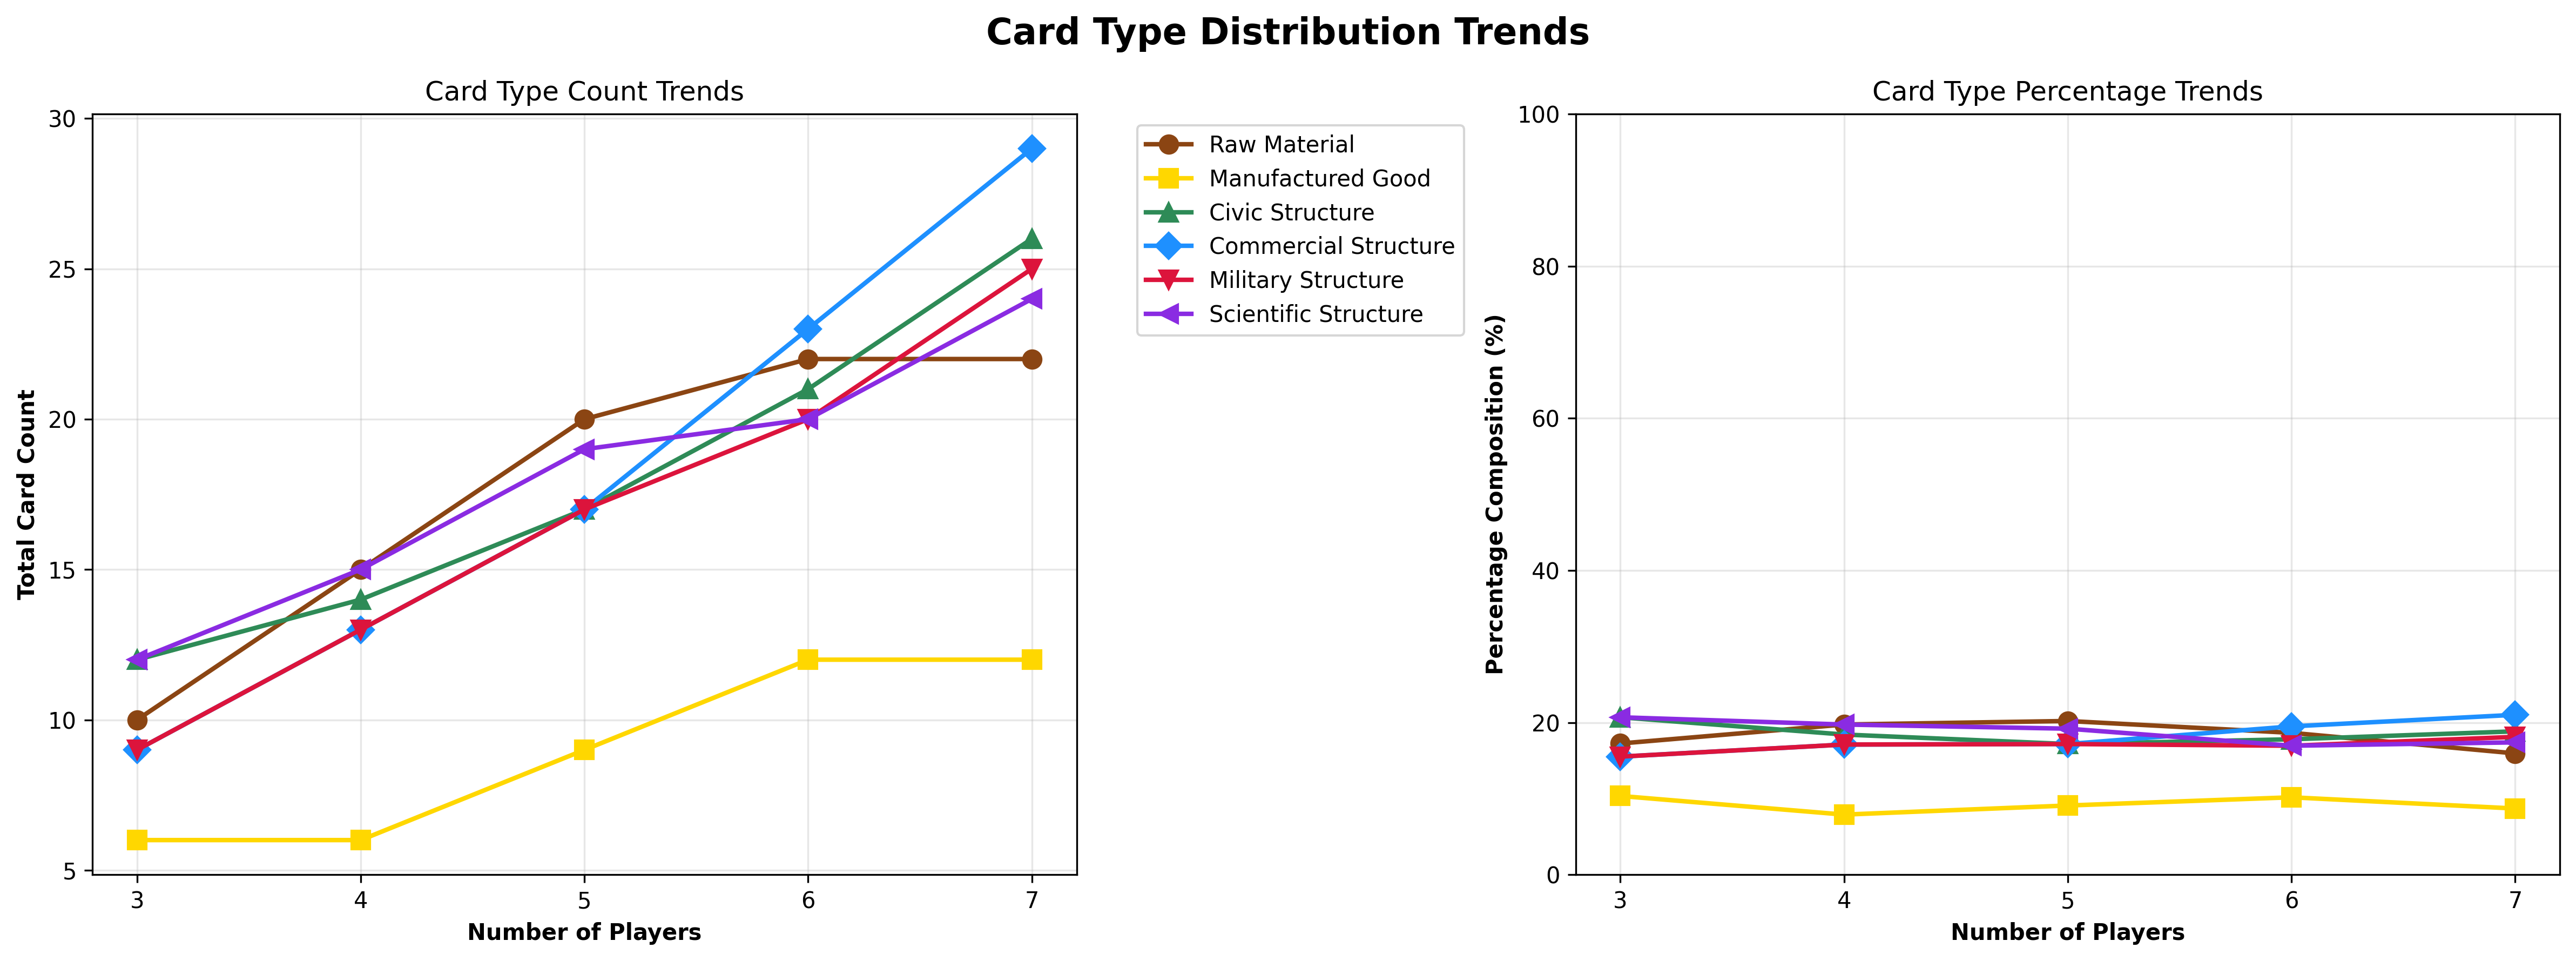 Card Type Distribution Trends
Card Type Count Trends
30
25
20
15
10
5
Total Card Count
3 4 5 6 7
Number of Players
Raw Material
Manufactured Good
Civic Structure
Commercial Structure
Military Structure
Scientific Structure
Card Type Percentage Trends
100
80
60
40
20
0
Percentage Composition (%)
3 4 5 6 7
Number of Players